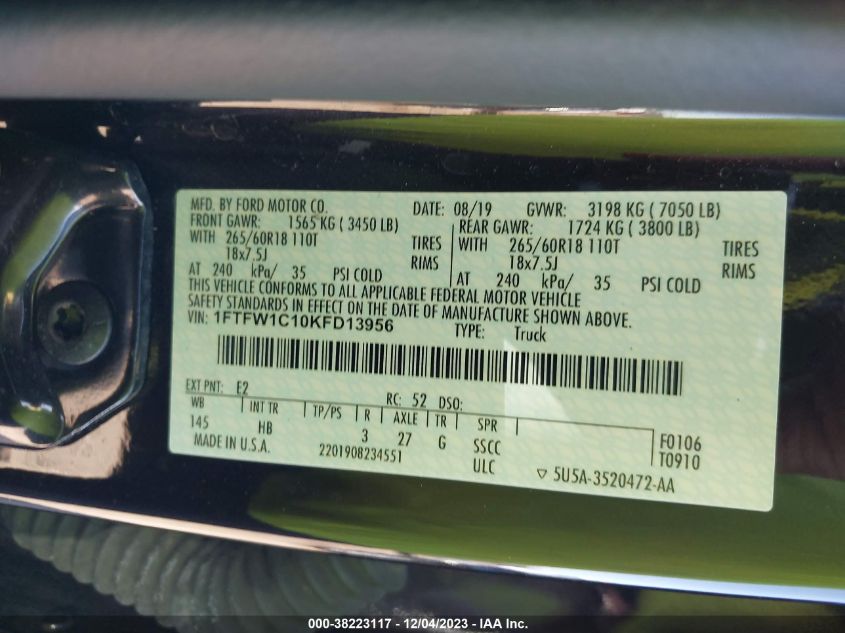 MFD. BY FORD MOTOR CO. DATE: 08/19 GVWR: 3198 KG ( 7050 LB)
FRONT GAWR: 1565 KG ( 3450 LB) REAR GAWR: 1724 KG ( 3800 LB)
WITH 265/60R18 110T TIRES WITH 265/60R18 110T TIRES
18x7.5J RIMS 18x7.5J RIMS
AT 240 kPa/ 35 PSI COLD AT 240 kPa/ 35 PSI COLD
THIS VEHICLE CONFORMS TO ALL APPLICABLE FEDERAL MOTOR VEHICLE
SAFETY STANDARDS IN EFFECT ON THE DATE OF MANUFACTURE SHOWN ABOVE.
VIN: 1FTFW1C10KFD13956 TYPE: Truck
EXT PNT: E2 RC: 52 DSO:
WB INT TR TP/PS R AXLE TR SPR
145 HB 3 27 G SSCC F0106
MADE IN U.S.A. 2201908234551 ULC T0910
▽ 5U5A-3520472-AA
000-38223117 - 12/04/2023 - IAA Inc.